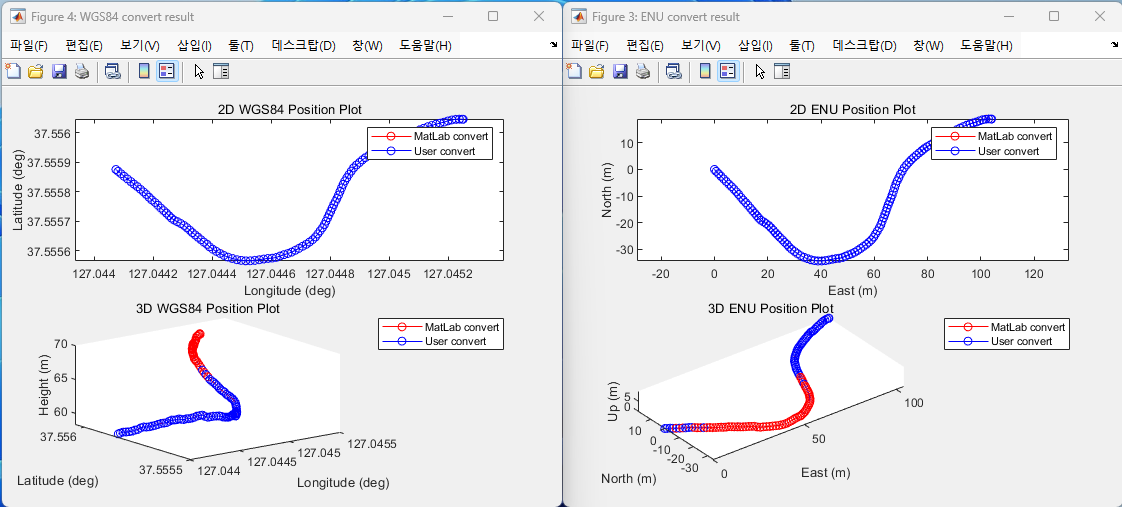 Figure 4: WGS84 convert result
파일(F) 편집(E) 보기(V) 삽입(I) 툴(T) 데스크탑(D) 창(W) 도움말(H)
2D WGS84 Position Plot
MatLab convert
User convert
37.556
37.5559
37.5558
37.5557
37.5556
Latitude (deg)
127.044 127.0442 127.0444 127.0446 127.0448 127.045 127.0452
Longitude (deg)
3D WGS84 Position Plot
MatLab convert
User convert
70
65
60
Height (m)
37.556
37.5555
Latitude (deg)
127.044
127.0445
127.045
127.0455
Longitude (deg)
Figure 3: ENU convert result
파일(F) 편집(E) 보기(V) 삽입(I) 툴(T) 데스크탑(D) 창(W) 도움말(H)
2D ENU Position Plot
MatLab convert
User convert
10
0
-10
-20
-30
North (m)
-20 0 20 40 60 80 100 120
East (m)
3D ENU Position Plot
MatLab convert
User convert
5
0
Up (m)
10
0
-10
-20
-30
North (m)
0
50
100
East (m)